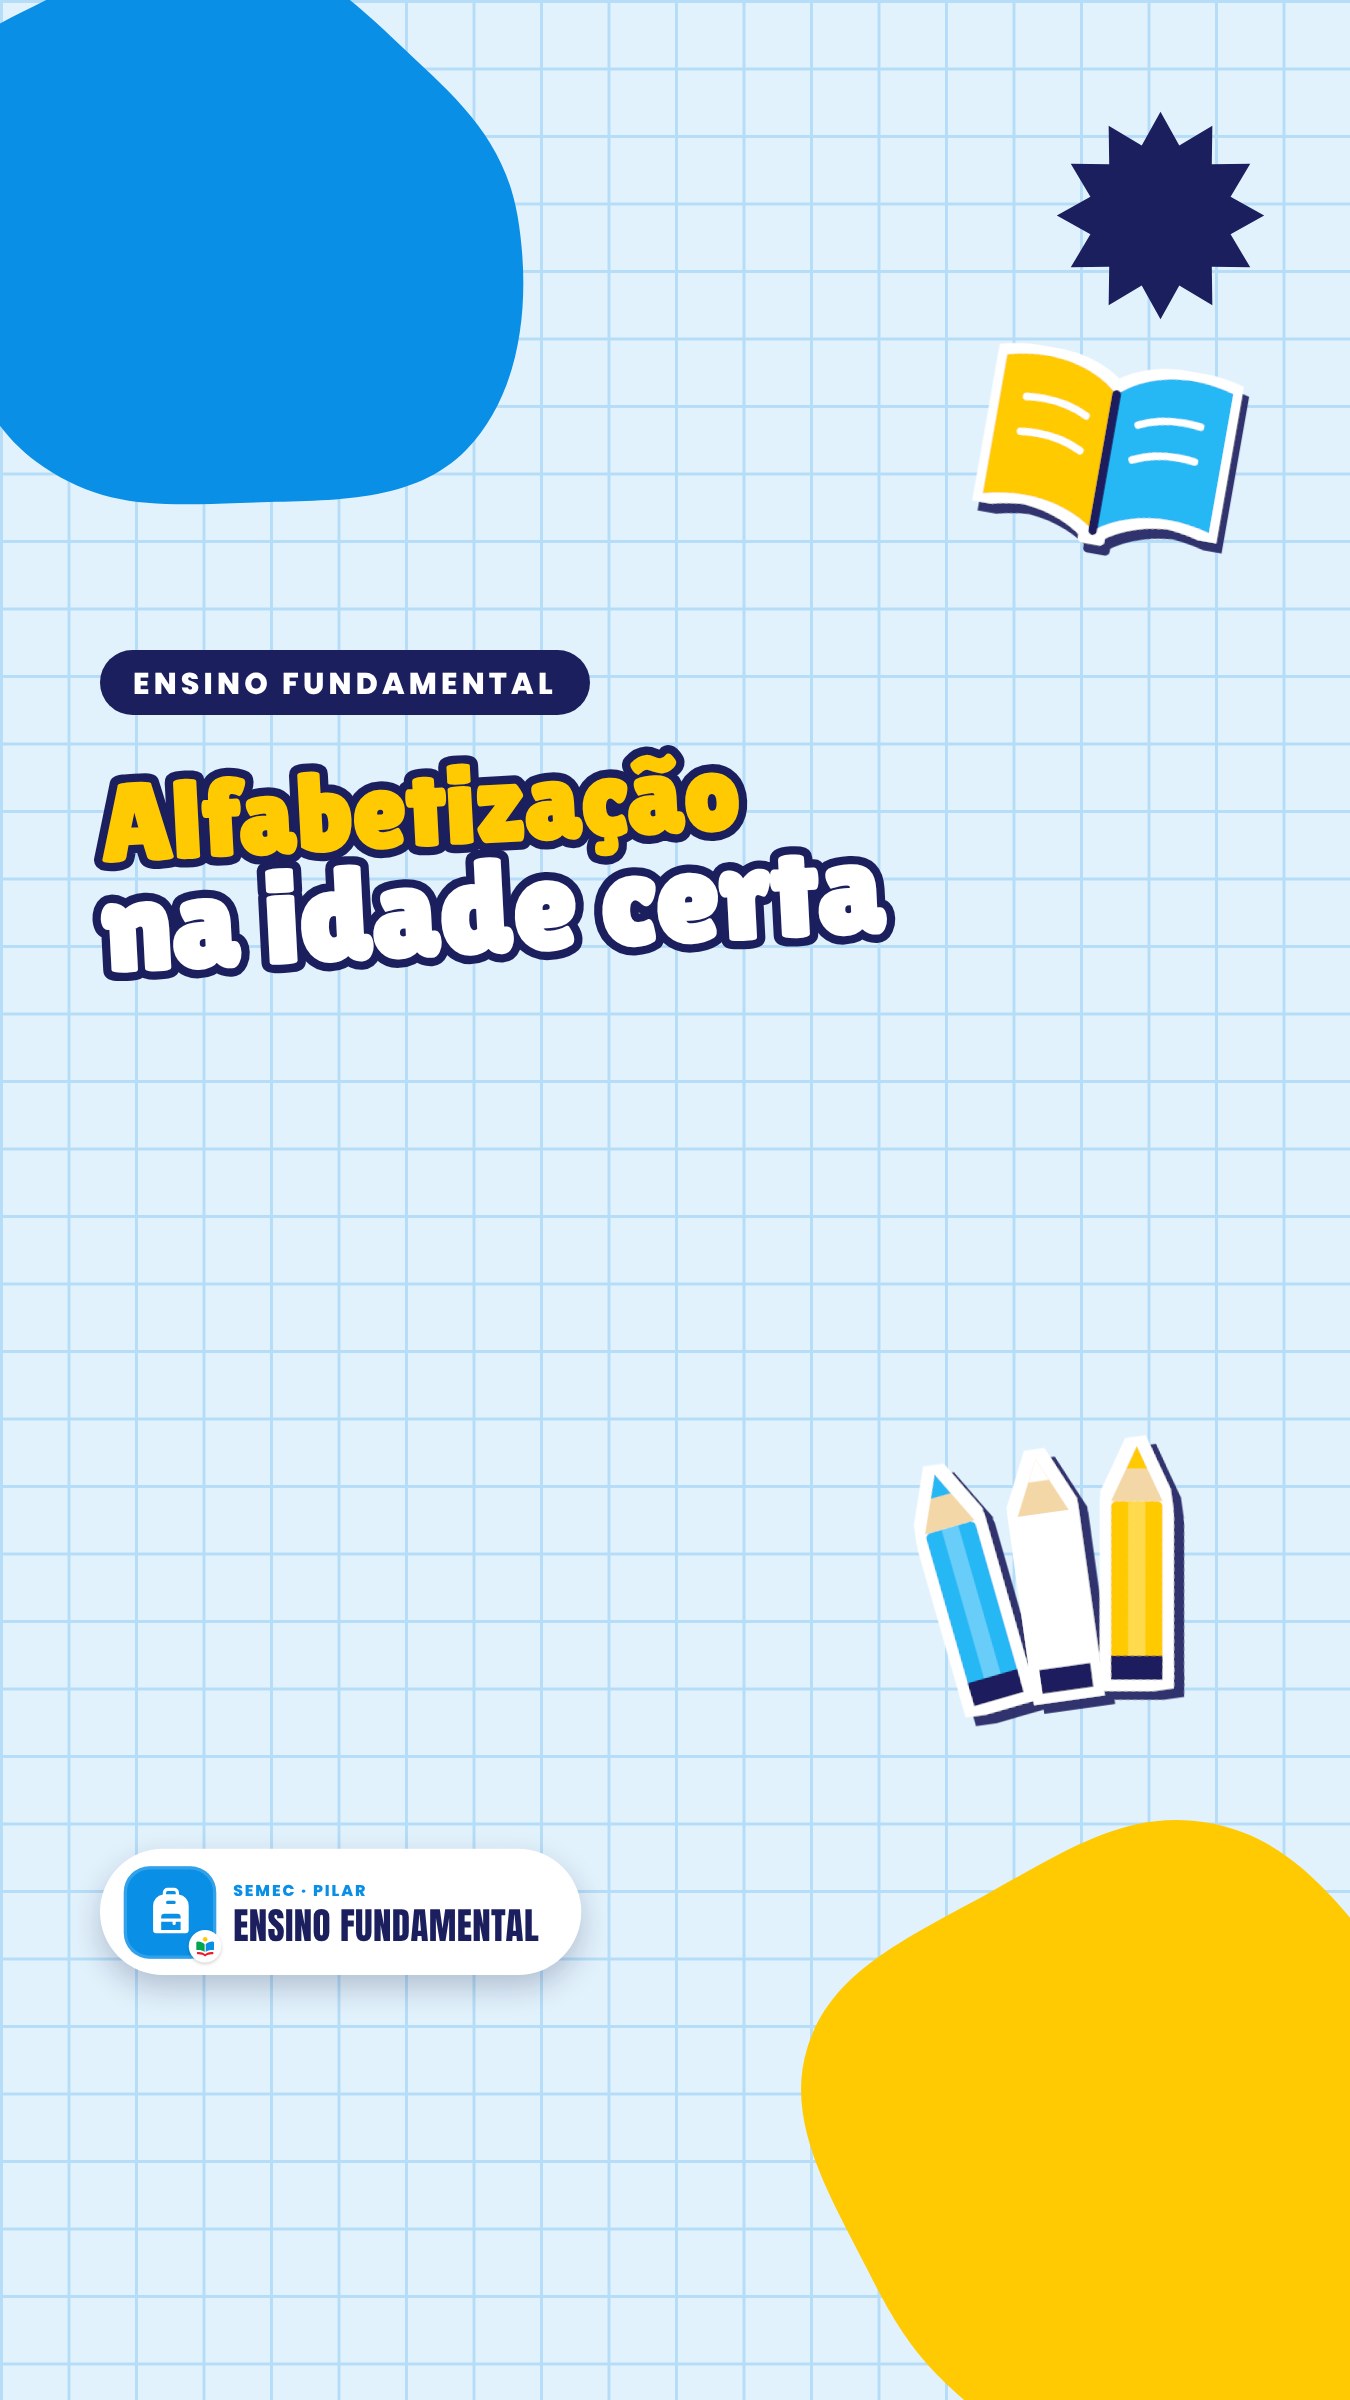 ENSINO FUNDAMENTAL
Alfabetização
na idade certa
SEMEC · PILAR
ENSINO FUNDAMENTAL